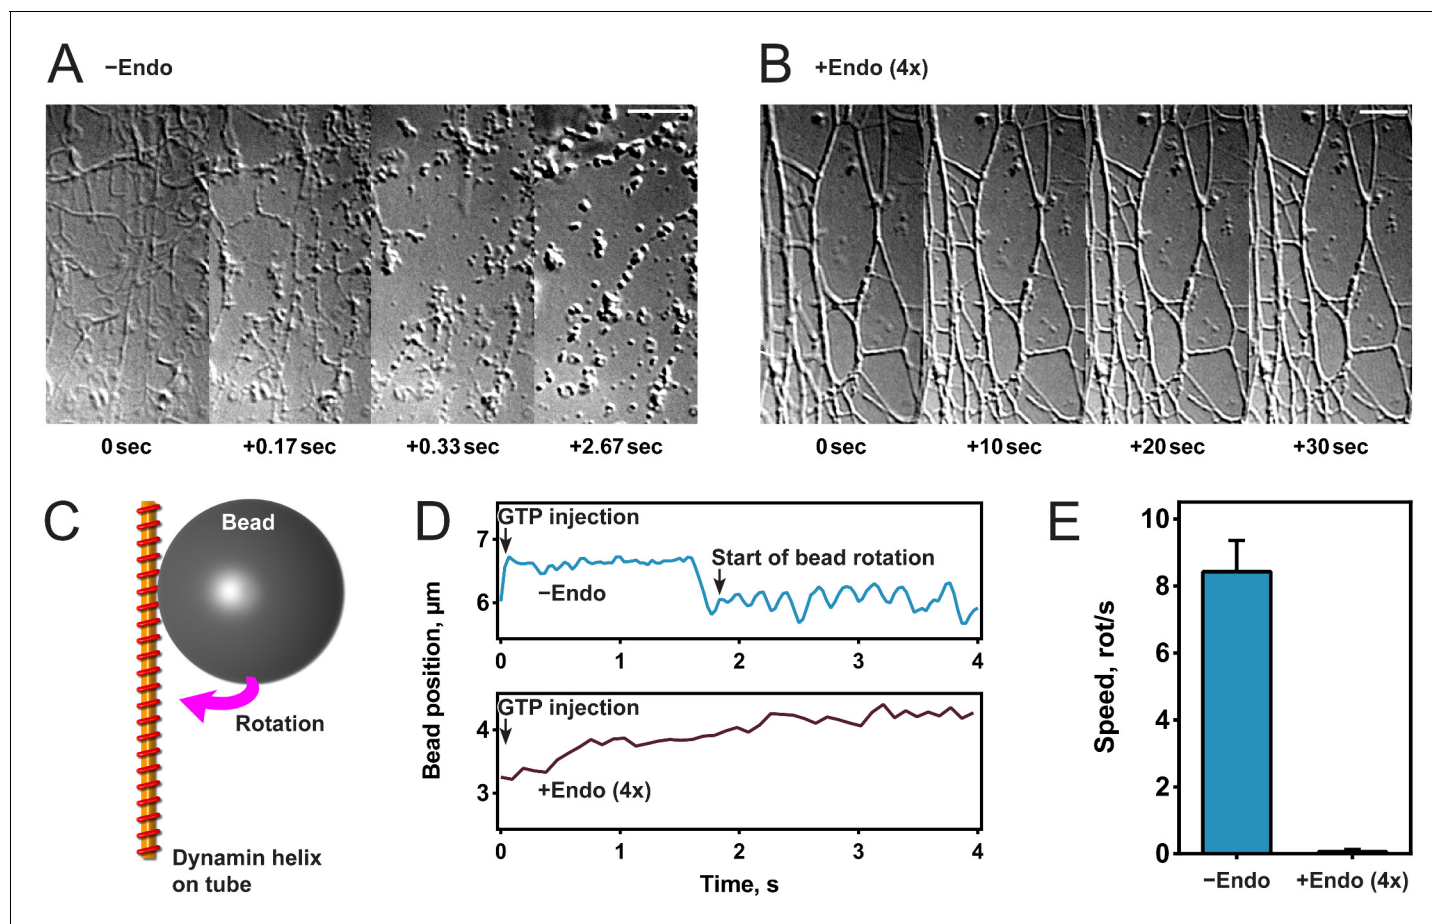 A −Endo
0 sec +0.17 sec +0.33 sec +2.67 sec
B +Endo (4x)
0 sec +10 sec +20 sec +30 sec
C
Bead
Rotation
Dynamin helix
on tube
D
Bead position, µm
7
6
GTP injection
Start of bead rotation
−Endo
0 1 2 3 4
4
3
GTP injection
+Endo (4x)
0 1 2 3 4
Time, s
E
Speed, rot/s
10
8
6
4
2
0
−Endo +Endo (4x)